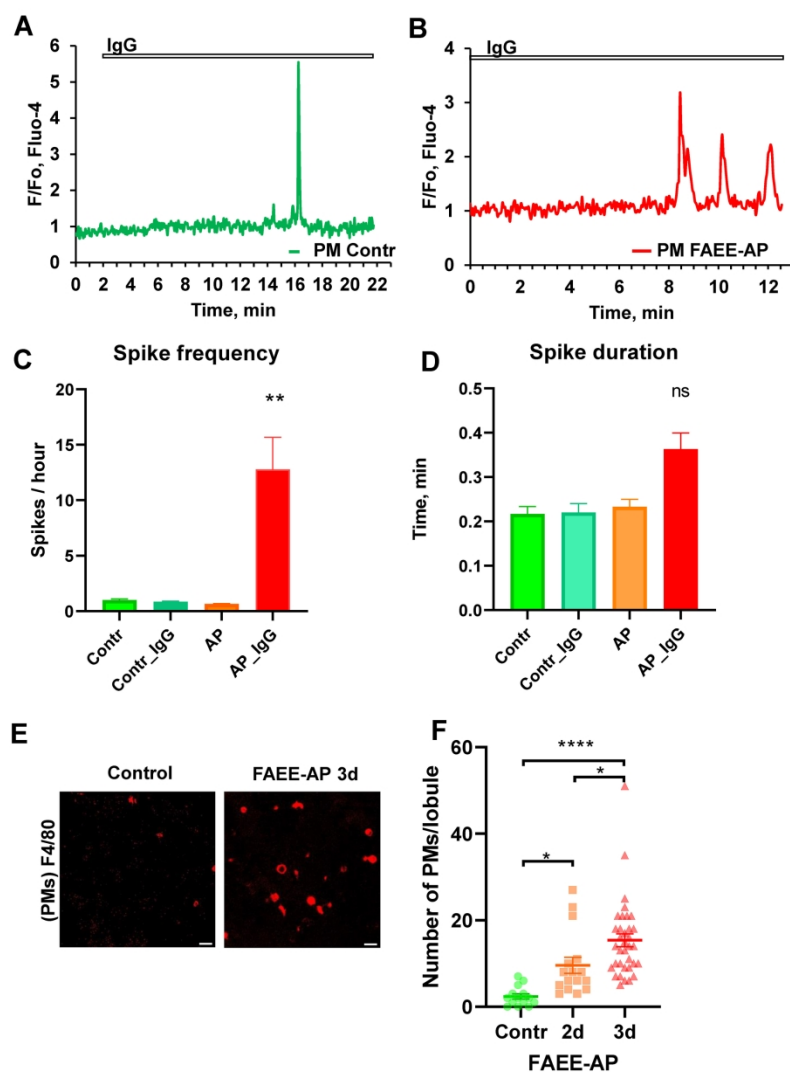 A
IgG
F/Fo, Fluo-4
6
5
4
3
2
1
0
0 2 4 6 8 10 12 14 16 18 20 22
PM Contr
Time, min
B
IgG
F/Fo, Fluo-4
4
3
2
1
0
0 2 4 6 8 10 12
PM FAEE-AP
Time, min
C
Spike frequency
Spikes / hour
20
15
10
5
0
**
Contr
Contr_IgG
AP
AP_IgG
D
Spike duration
Time, min
0.5
0.4
0.3
0.2
0.1
0.0
ns
Contr
Contr_IgG
AP
AP_IgG
E
Control
FAEE-AP 3d
(PMs) F4/80
F
Number of PMs/lobule
60
40
20
0
****
*
*
Contr 2d 3d
FAEE-AP